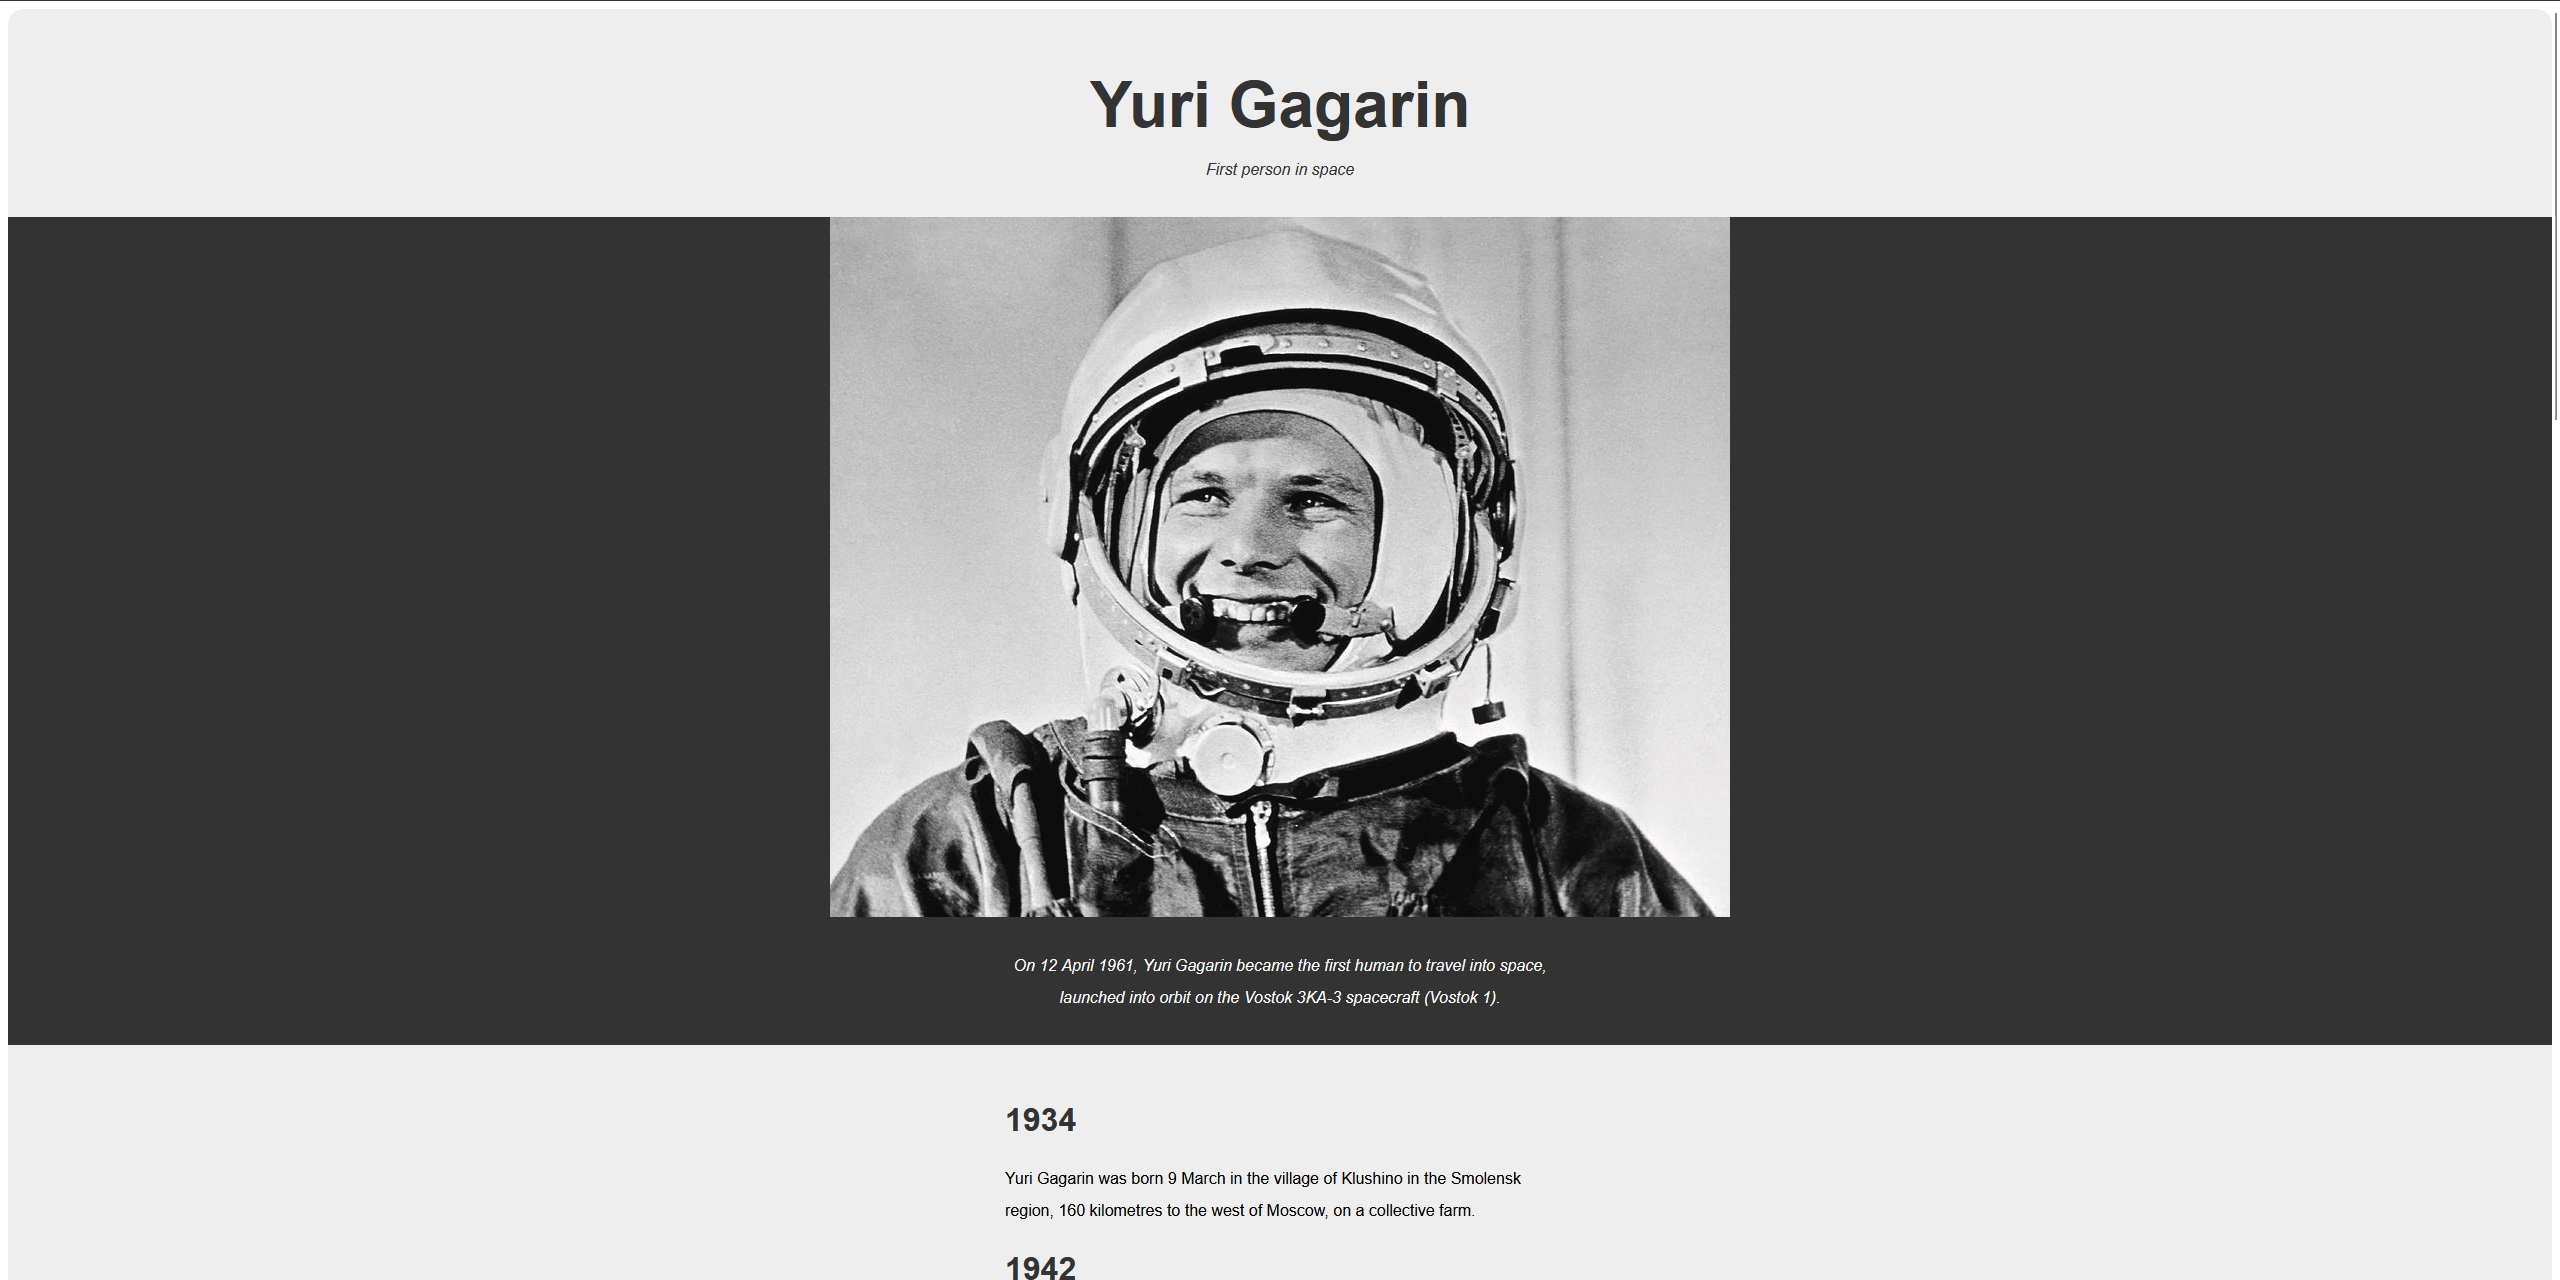 Yuri Gagarin
First person in space
On 12 April 1961, Yuri Gagarin became the first human to travel into space,
launched into orbit on the Vostok 3KA-3 spacecraft (Vostok 1).
1934
Yuri Gagarin was born 9 March in the village of Klushino in the Smolensk
region, 160 kilometres to the west of Moscow, on a collective farm.
1942